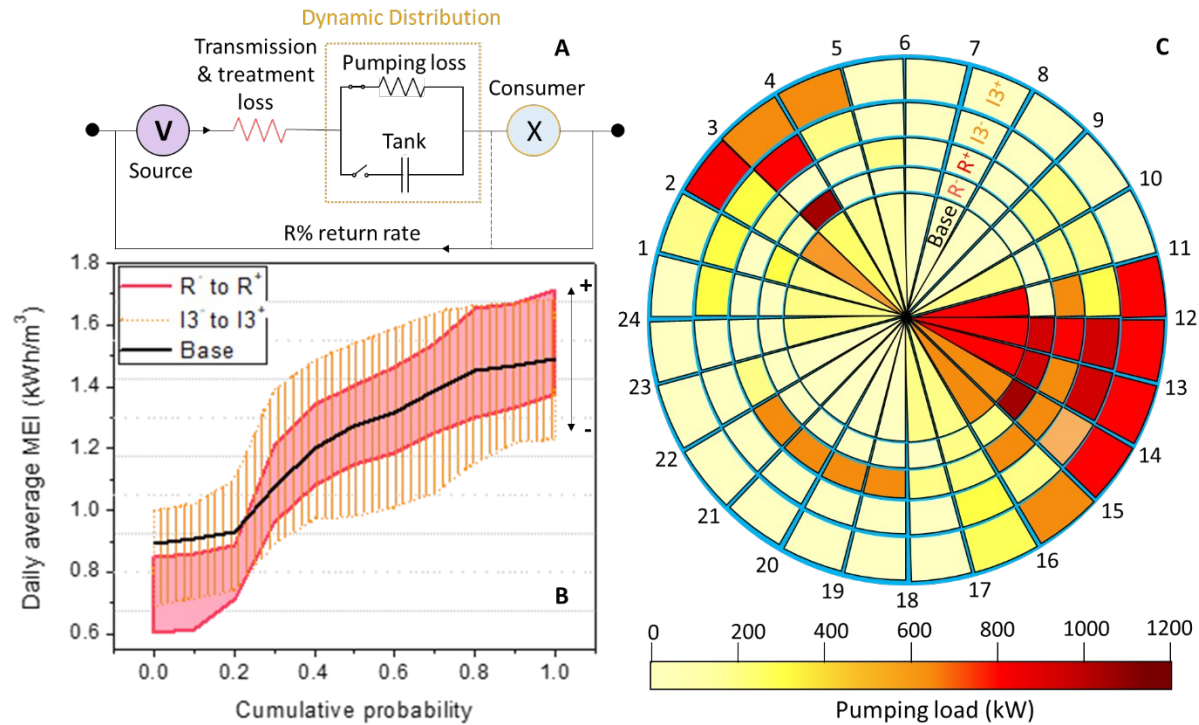 Dynamic Distribution
A
Transmission
& treatment
loss
Pumping loss
Consumer
V
X
Source
Tank
R% return rate
Daily average MEI (kWh/m³)
1.8
1.6
1.4
1.2
1.0
0.8
0.6
R⁻ to R⁺
I3⁻ to I3⁺
Base
+
-
B
0.0 0.2 0.4 0.6 0.8 1.0
Cumulative probability
C
1
2
3
4
5
6
7
8
9
10
11
12
13
14
15
16
17
18
19
20
21
22
23
24
I3⁺
I3⁻
R⁺
R⁻
Base
0 200 400 600 800 1000 1200
Pumping load (kW)